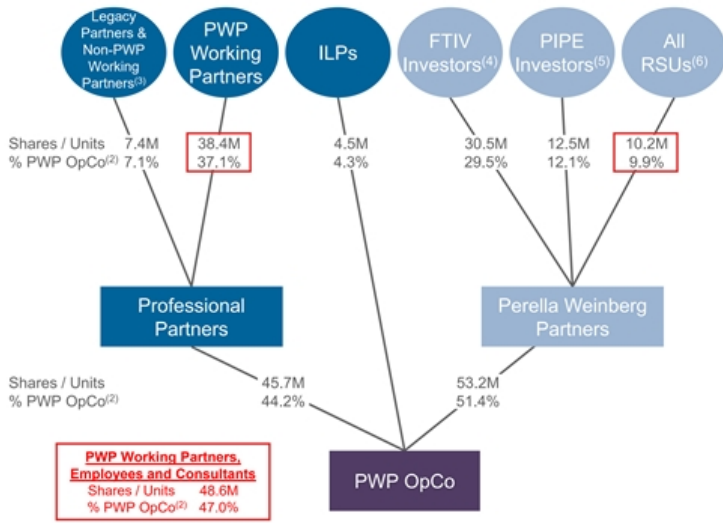 Legacy
Partners &
Non-PWP
Working
Partners(3)
PWP
Working
Partners
ILPs
FTIV
Investors(4)
PIPE
Investors(5)
All
RSUs(6)
Shares / Units 7.4M 38.4M 4.5M 30.5M 12.5M 10.2M
% PWP OpCo(2) 7.1% 37.1% 4.3% 29.5% 12.1% 9.9%
Professional
Partners
Perella Weinberg
Partners
Shares / Units 45.7M 53.2M
% PWP OpCo(2) 44.2% 51.4%
PWP OpCo
PWP Working Partners,
Employees and Consultants
Shares / Units 48.6M
% PWP OpCo(2) 47.0%